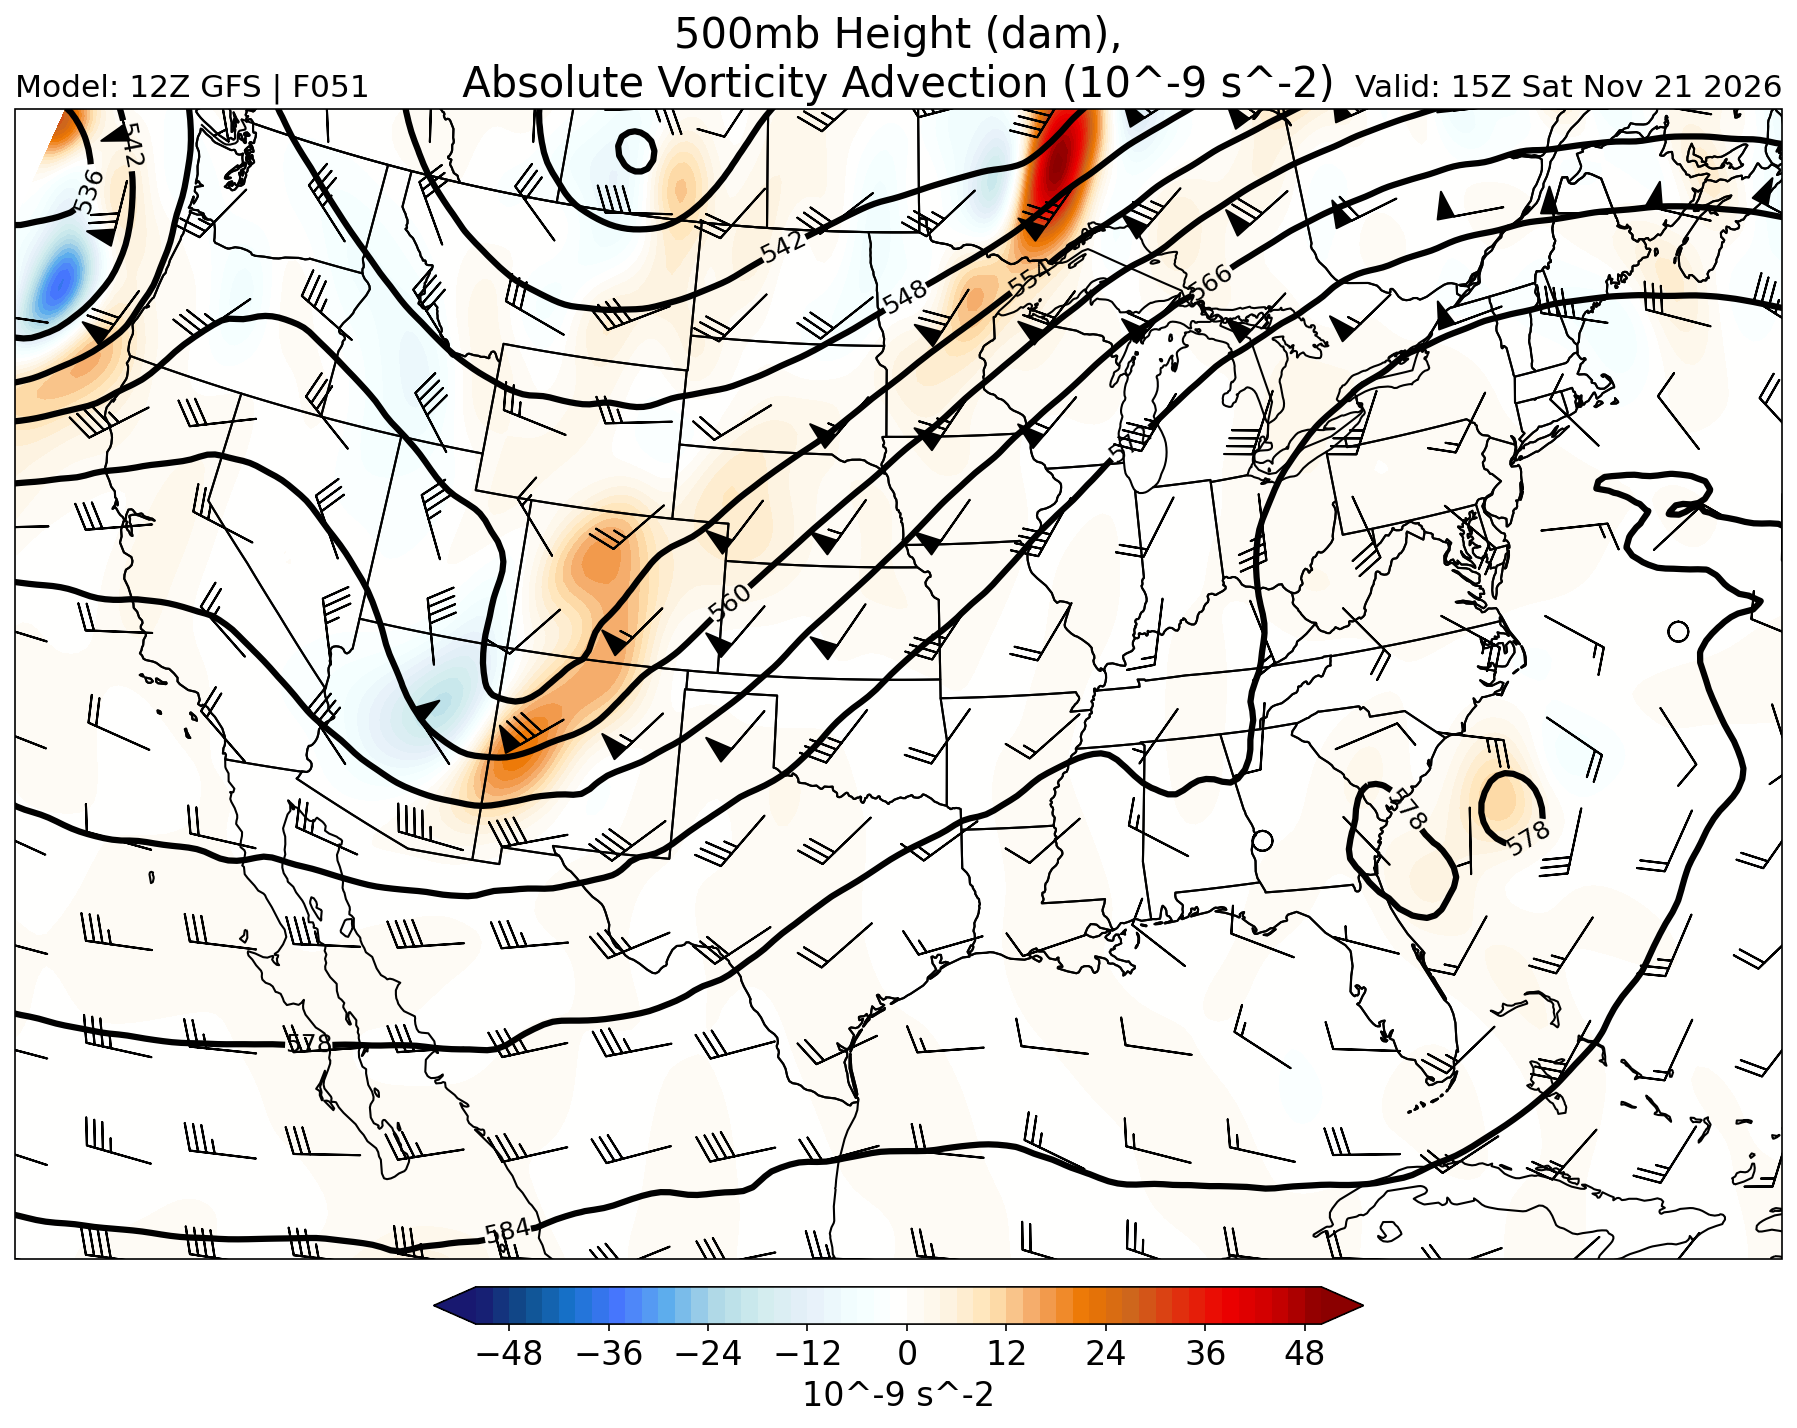 500mb Height (dam),
Model: 12Z GFS | F051
Absolute Vorticity Advection (10^-9 s^-2)
Valid: 15Z Sat Nov 21 2026
542
536
542
548
554
566
560
578
578
578
584
−48 −36 −24 −12 0 12 24 36 48
10^-9 s^-2